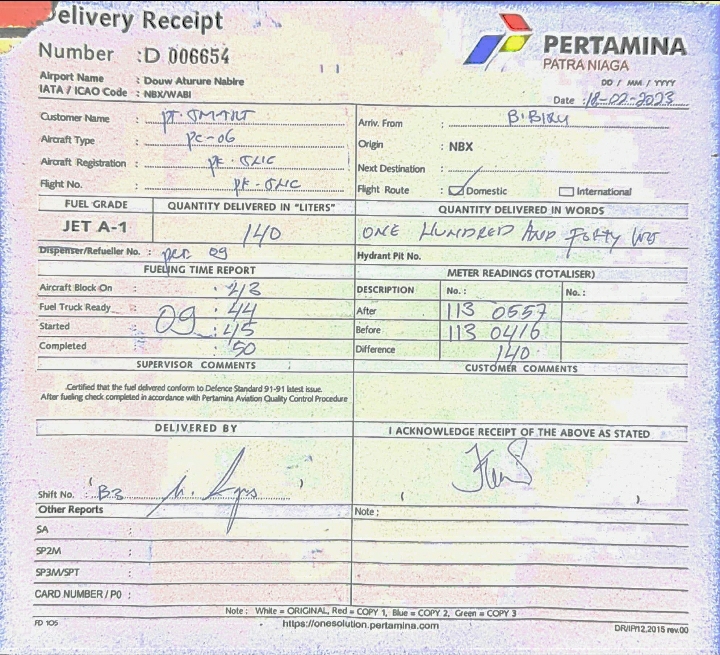 Delivery Receipt
Number :D 006654
PERTAMINA
PATRA NIAGA
Airport Name : Douw Aturure Nabire
IATA / ICAO Code : NBX/WABI
DD / MM / YYYY
Date : 18-02-2023
Customer Name :
Aircraft Type : PC-06
Aircraft Registration : PK-
Flight No. : PK-
Arriv. From :
Origin : NBX
Next Destination :
Flight Route : Domestic International
FUEL GRADE QUANTITY DELIVERED IN "LITERS" QUANTITY DELIVERED IN WORDS
JET A-1 140 ONE HUNDRED AND FORTY
Dispenser/Refueller No. : 09 Hydrant Pit No.
FUELING TIME REPORT METER READINGS (TOTALISER)
Aircraft Block On : 43 DESCRIPTION No. : No. :
Fuel Truck Ready : 44 After 113 0557
Started 09 : 45 Before 113 0416
Completed : 50 Difference 140
SUPERVISOR COMMENTS CUSTOMER COMMENTS
Certified that the fuel delivered conform to Defence Standard 91-91 latest issue.
After fueling check completed in accordance with Pertamina Aviation Quality Control Procedure
DELIVERED BY I ACKNOWLEDGE RECEIPT OF THE ABOVE AS STATED
Shift No. :
Other Reports Note :
SA :
SP2M :
SP3M/SPT :
CARD NUMBER / PO :
Note : White = ORIGINAL, Red = COPY 1, Blue = COPY 2, Green = COPY 3
FD 105 https://onesolution.pertamina.com DR/IP/12.2015 rev.00